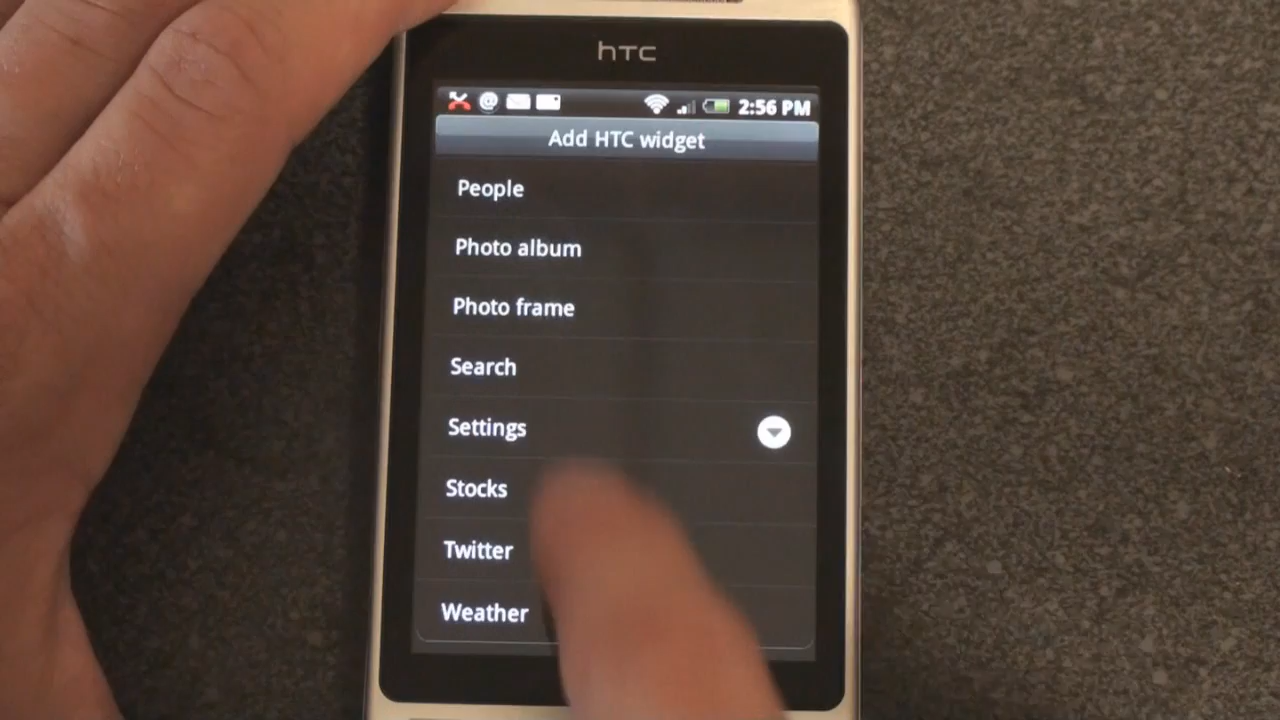 hTC
2:56 PM
Add HTC widget
People
Photo album
Photo frame
Search
Settings
Stocks
Twitter
Weather